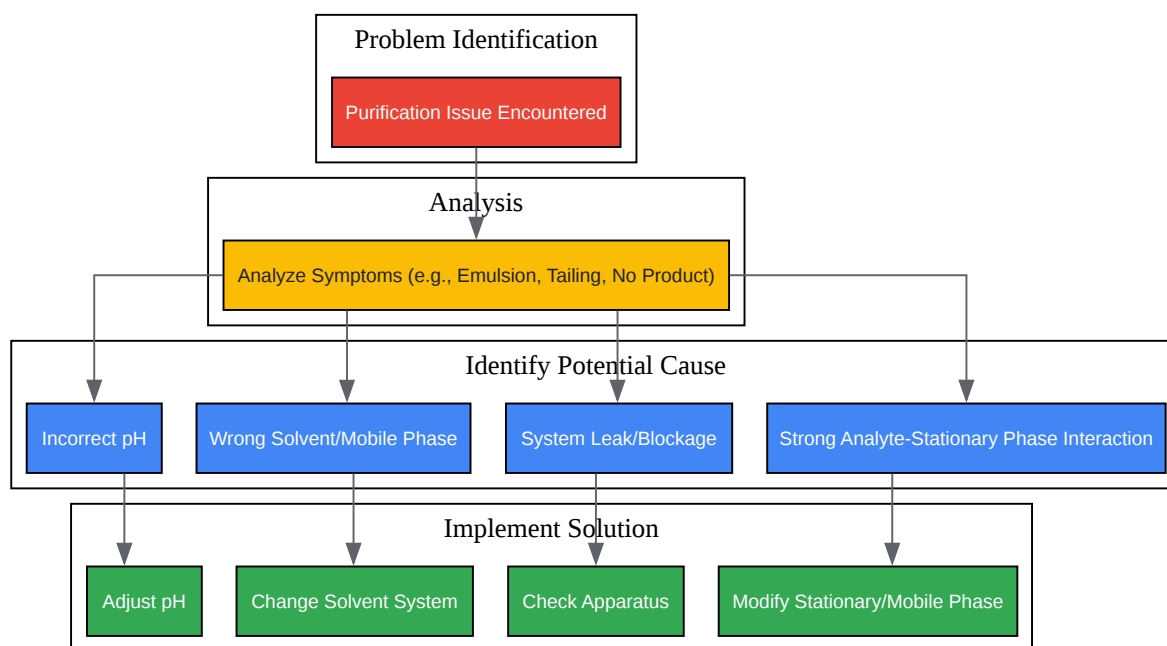 Problem Identification
Purification Issue Encountered
Analysis
Analyze Symptoms (e.g., Emulsion, Tailing, No Product)
Identify Potential Cause
Incorrect pH
Wrong Solvent/Mobile Phase
System Leak/Blockage
Strong Analyte-Stationary Phase Interaction
Implement Solution
Adjust pH
Change Solvent System
Check Apparatus
Modify Stationary/Mobile Phase